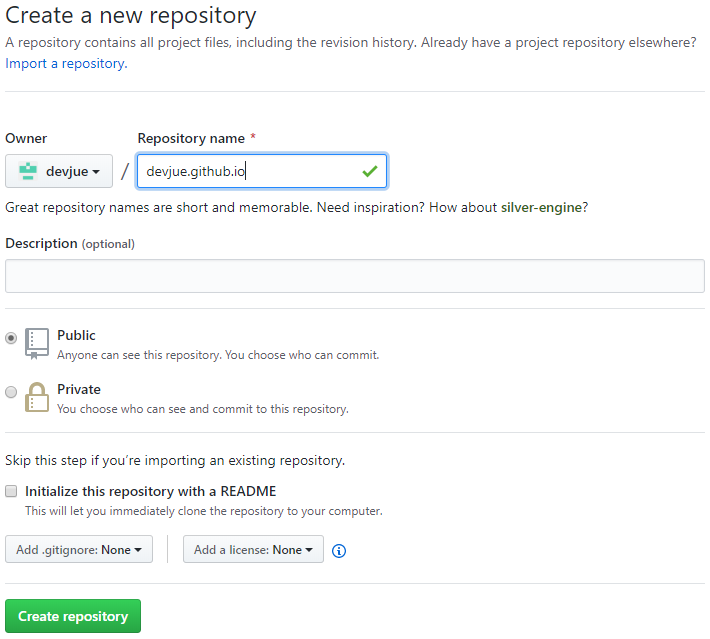 Create a new repository
A repository contains all project files, including the revision history. Already have a project repository elsewhere?
Import a repository.
Owner
Repository name *
devjue
/
devjue.github.io
Great repository names are short and memorable. Need inspiration? How about silver-engine?
Description (optional)
Public
Anyone can see this repository. You choose who can commit.
Private
You choose who can see and commit to this repository.
Skip this step if you’re importing an existing repository.
Initialize this repository with a README
This will let you immediately clone the repository to your computer.
Add .gitignore: None
Add a license: None
Create repository